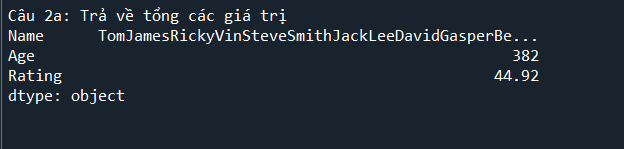 Câu 2a: Trả về tổng các giá trị
Name TomJamesRickyVinSteveSmithJackLeeDavidGasperBe...
Age 382
Rating 44.92
dtype: object